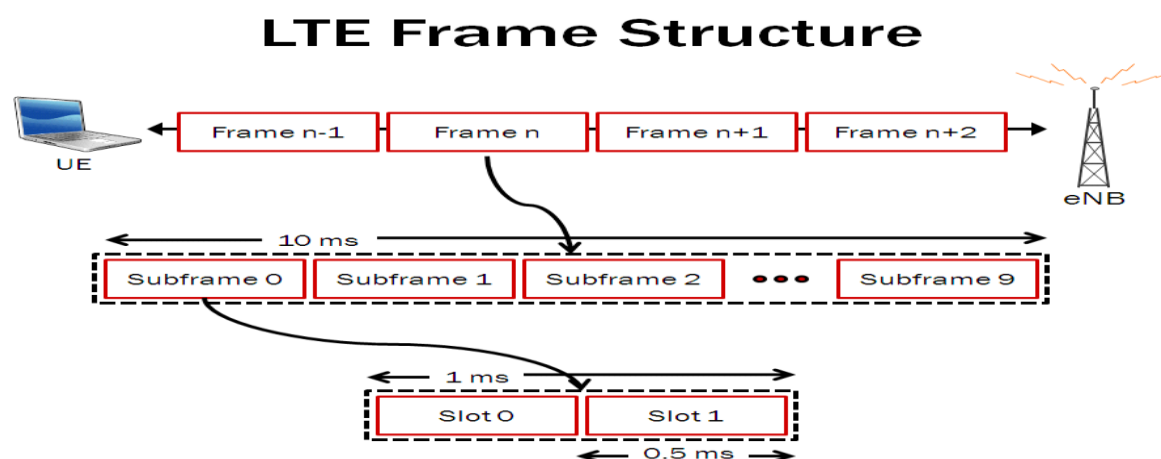 LTE Frame Structure
Frame n-1 Frame n Frame n+1 Frame n+2
UE
eNB
10 ms
Subframe 0 Subframe 1 Subframe 2 Subframe 9
1 ms
Slot 0 Slot 1
0.5 ms